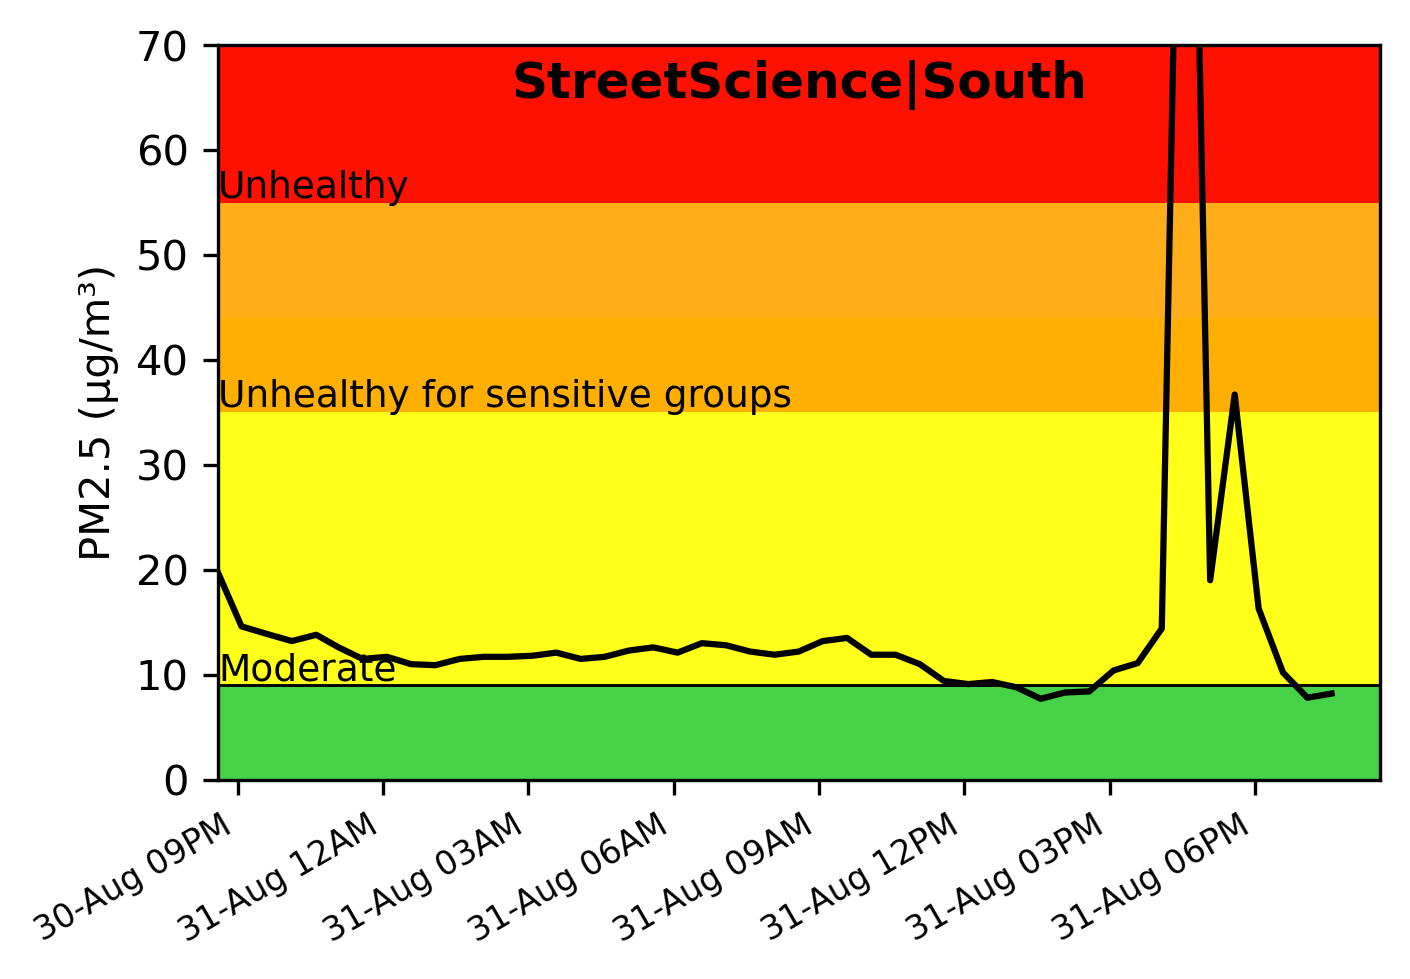 StreetScience|South
PM2.5 (µg/m³)
70
60
50
40
30
20
10
0
Unhealthy
Unhealthy for sensitive groups
Moderate
30-Aug 09PM
31-Aug 12AM
31-Aug 03AM
31-Aug 06AM
31-Aug 09AM
31-Aug 12PM
31-Aug 03PM
31-Aug 06PM